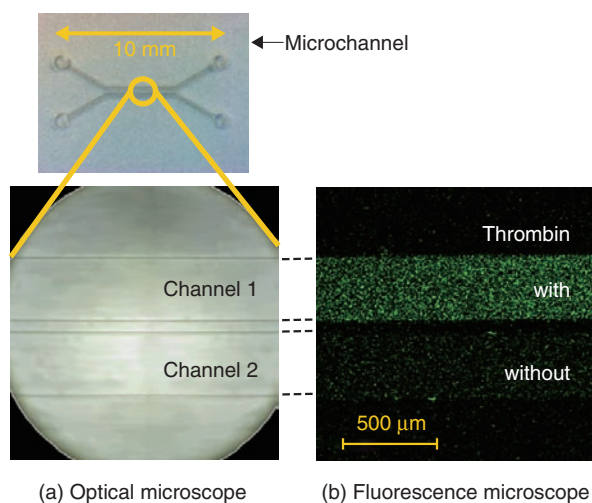 10 mm
Microchannel
Channel 1
Channel 2
Thrombin
with
without
500 μm
(a) Optical microscope
(b) Fluorescence microscope